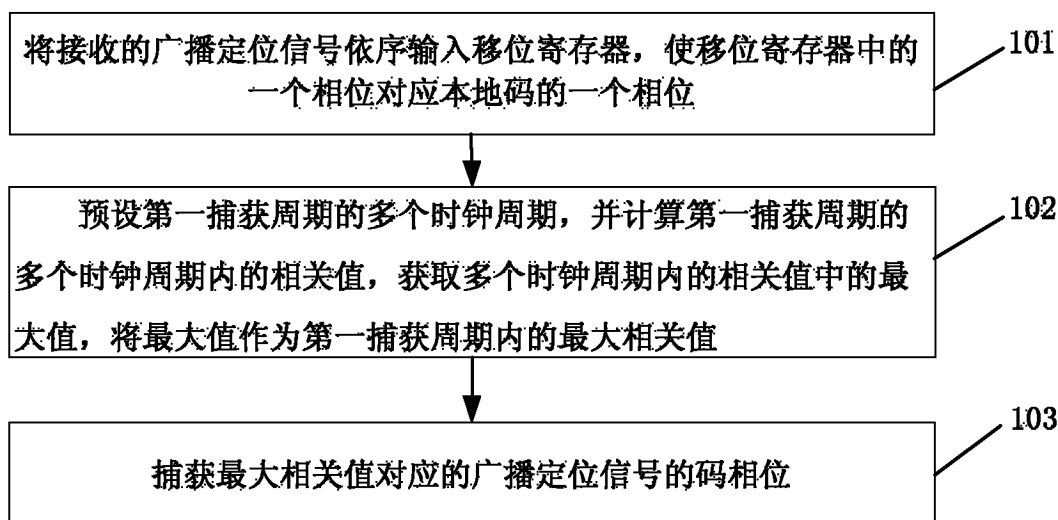 将接收的广播定位信号依序输入移位寄存器，使移位寄存器中的
一个相位对应本地码的一个相位
101
预设第一捕获周期的多个时钟周期，并计算第一捕获周期的
多个时钟周期内的相关值，获取多个时钟周期内的相关值中的最
大值，将最大值作为第一捕获周期内的最大相关值
102
捕获最大相关值对应的广播定位信号的码相位
103